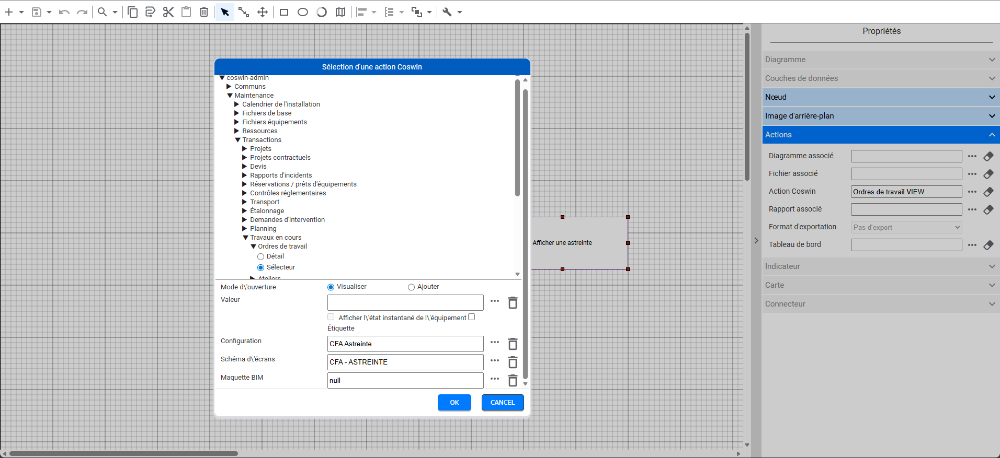 Propriétés
Sélection d'une action Coswin
coswin-admin
Communs
Maintenance
Calendrier de l'installation
Fichiers de base
Fichiers équipements
Ressources
Transactions
Projets
Projets contractuels
Devis
Rapports d'incidents
Réservations / prêts d'équipements
Contrôles réglementaires
Transport
Étalonnage
Demandes d'intervention
Planning
Travaux en cours
Ordres de travail
Détail
Sélecteur
Ateliers
Mode d\'ouverture Visualiser Ajouter
Valeur
Afficher l\'état instantané de l\'équipement
Étiquette
Configuration CFA Astreinte
Schéma d\'écrans CFA - ASTREINTE
Maquette BIM null
OK CANCEL
Afficher une astreinte
Diagramme
Couches de données
Nœud
Image d'arrière-plan
Actions
Diagramme associé
Fichier associé
Action Coswin Ordres de travail VIEW
Rapport associé
Format d'exportation Pas d'export
Tableau de bord
Indicateur
Carte
Connecteur